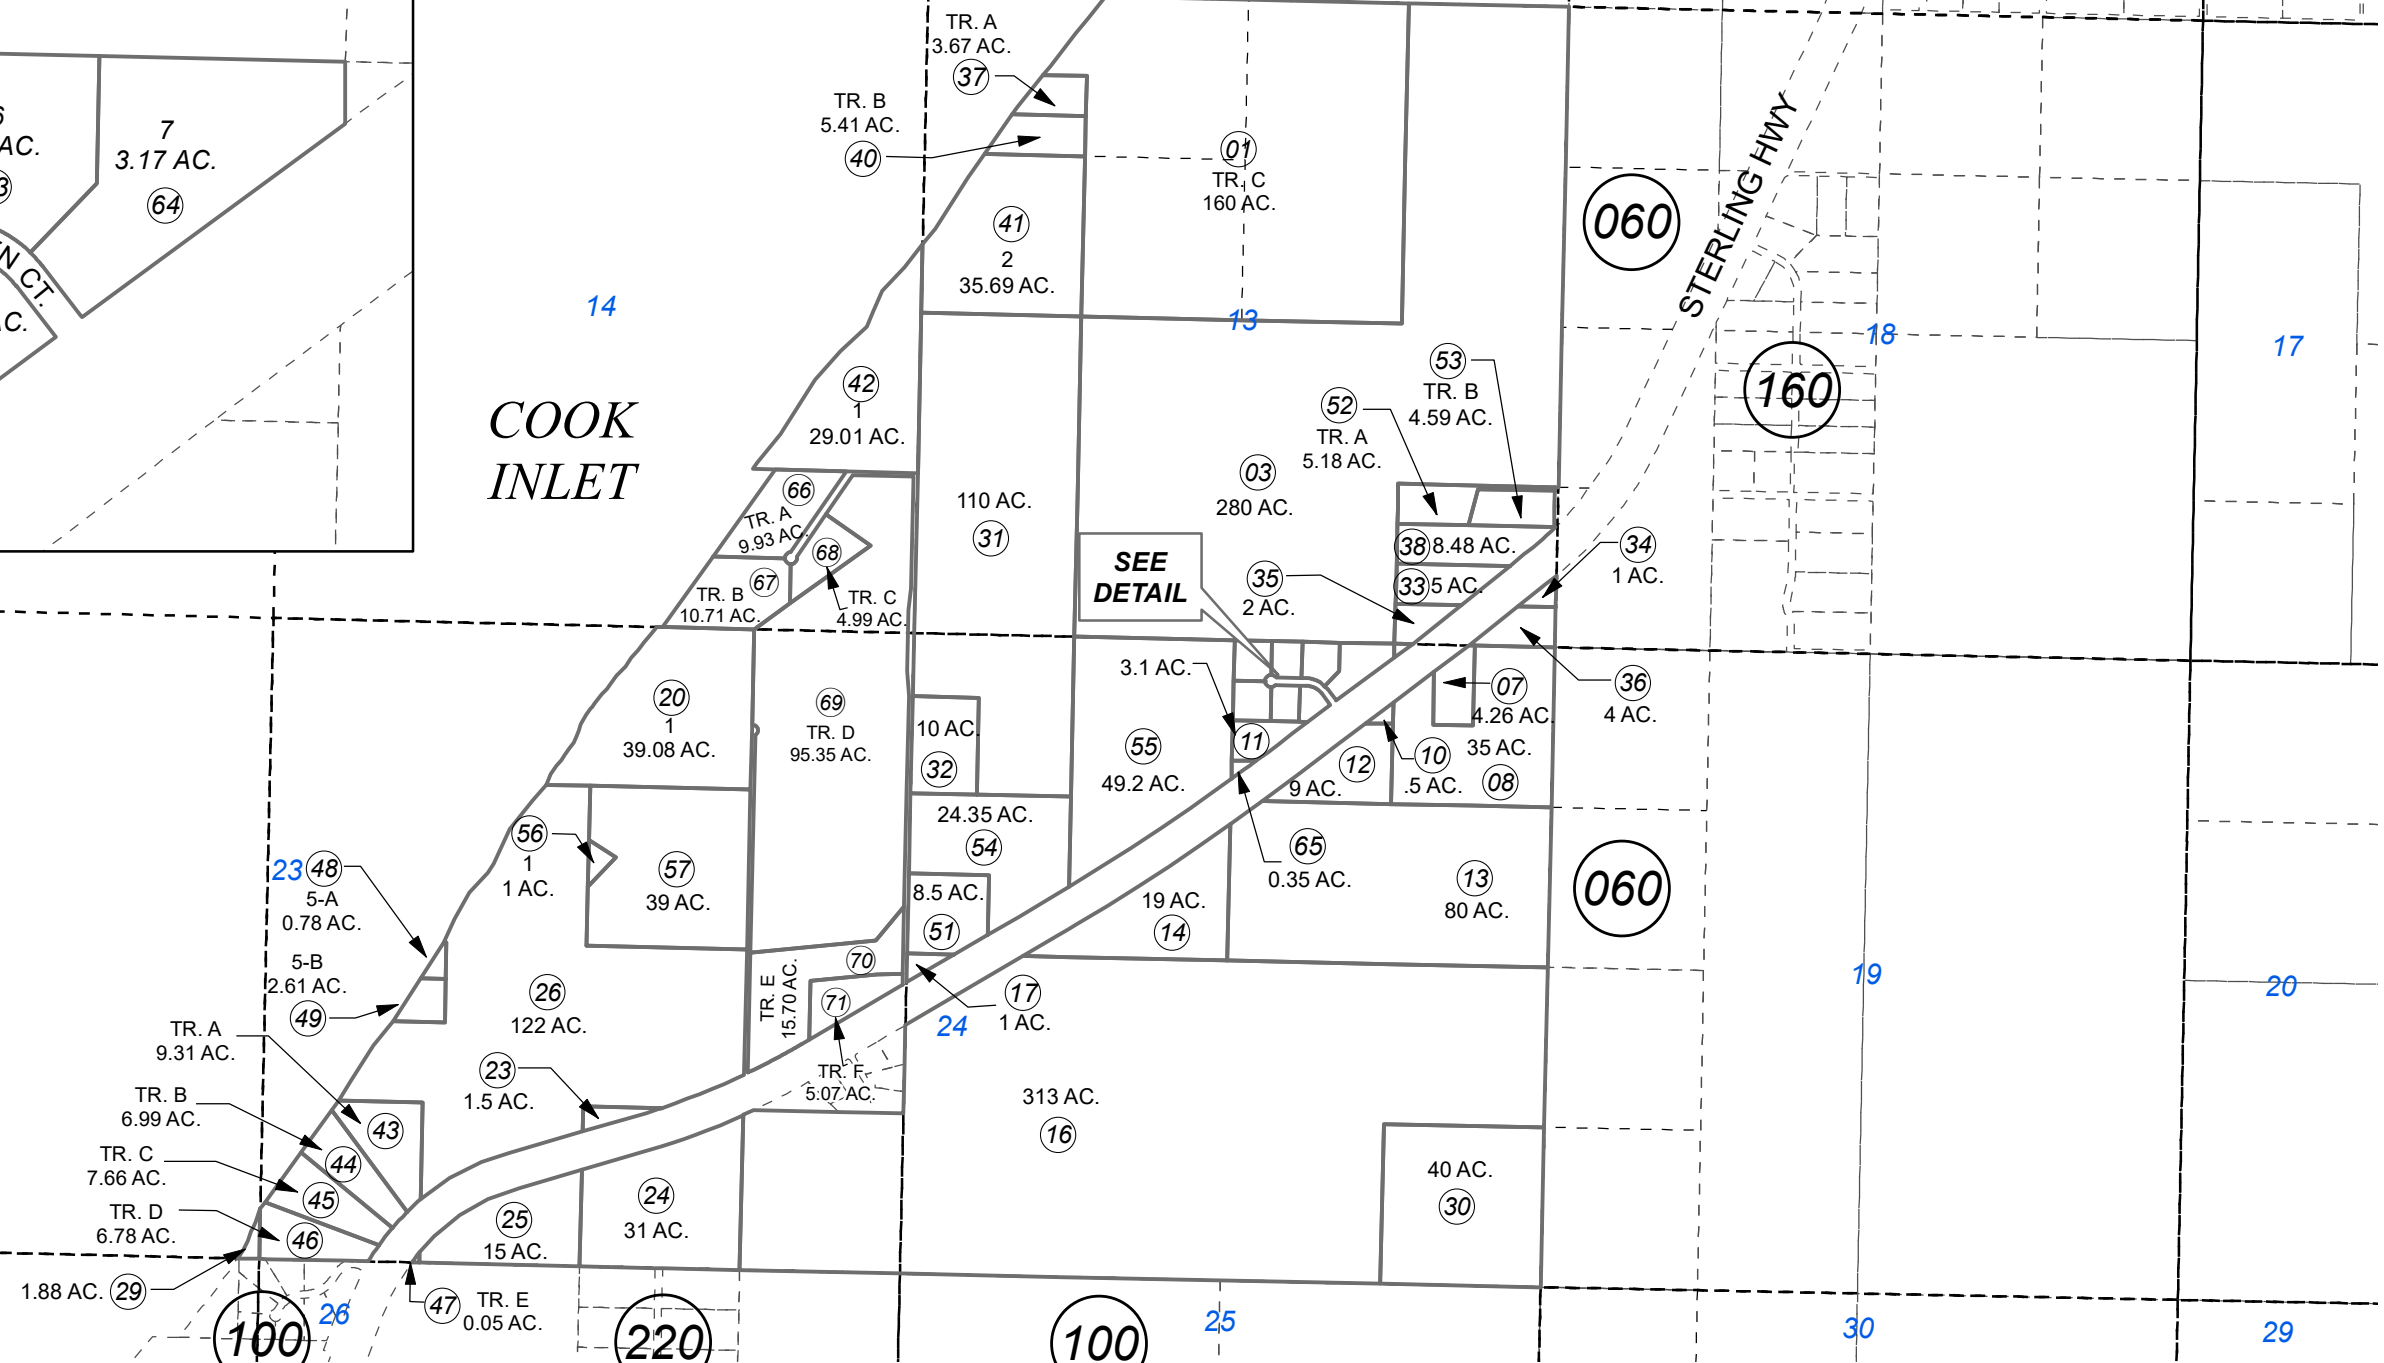 7
3.17 AC.
64
AC.
CT.
TR. A
3.67 AC.
37
TR. B
5.41 AC.
40
01
TR. C
160 AC.
41
2
35.69 AC.
14
13
060
STERLING HWY
18
17
160
COOK
INLET
42
1
29.01 AC.
53
TR. B
4.59 AC.
52
TR. A
5.18 AC.
03
280 AC.
110 AC.
31
66
TR. A
9.93 AC.
68
67
TR. B
10.71 AC.
TR. C
4.99 AC.
SEE
DETAIL
38 8.48 AC.
33 5 AC.
34
1 AC.
35
2 AC.
3.1 AC.
20
1
39.08 AC.
69
TR. D
95.35 AC.
10 AC.
32
55
49.2 AC.
11
12
9 AC.
10
.5 AC.
07
4.26 AC.
35 AC.
08
36
4 AC.
24.35 AC.
54
56
1
1 AC.
57
39 AC.
65
0.35 AC.
13
80 AC.
060
23
48
5-A
0.78 AC.
8.5 AC.
51
19 AC.
14
5-B
2.61 AC.
49
26
122 AC.
70
TR. E
15.70 AC.
71
17
1 AC.
24
19
20
TR. A
9.31 AC.
TR. F
5.07 AC.
23
1.5 AC.
TR. B
6.99 AC.
43
44
313 AC.
16
TR. C
7.66 AC.
45
TR. D
6.78 AC.
46
25
15 AC.
24
31 AC.
40 AC.
30
1.88 AC. 29
47
TR. E
0.05 AC.
26
100
220
100
25
30
29